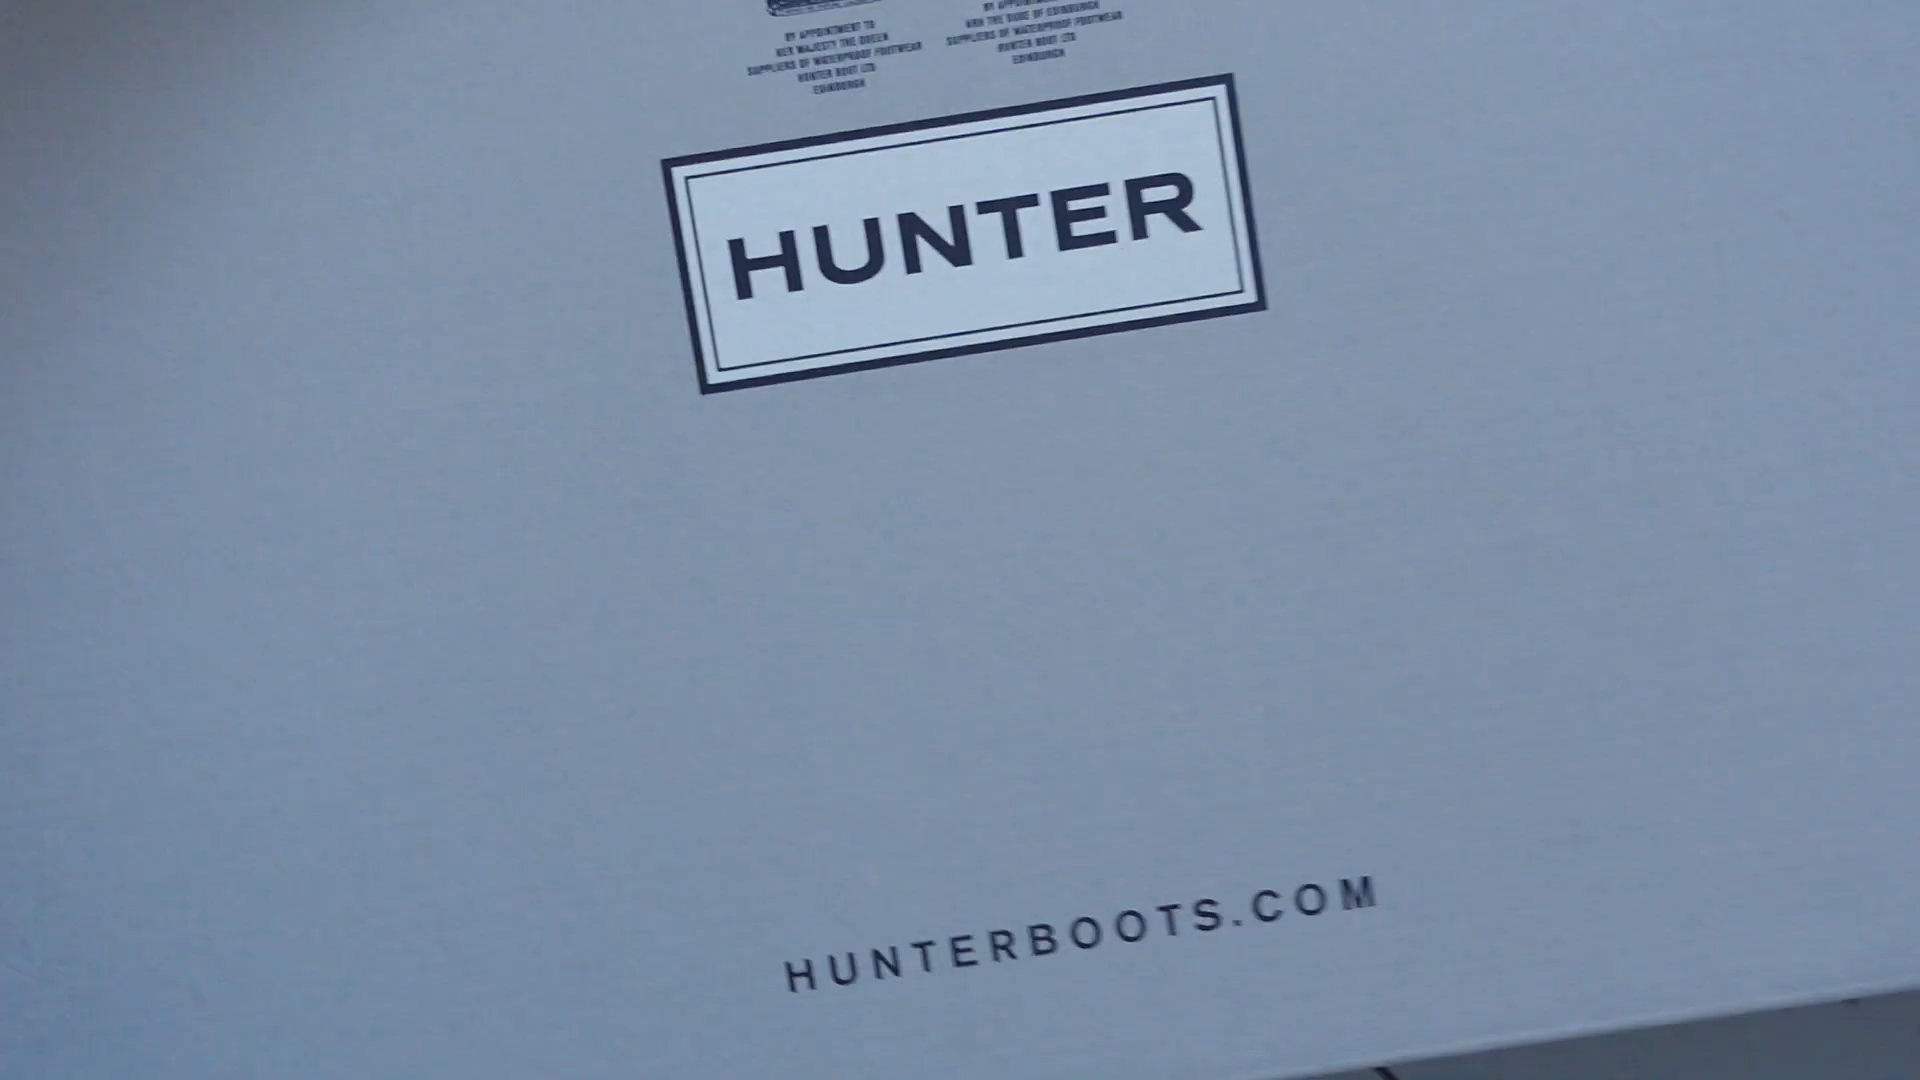 BY APPOINTMENT TO
HER MAJESTY THE QUEEN
SUPPLIERS OF WATERPROOF FOOTWEAR
HUNTER BOOT LTD
EDINBURGH
BY APPOINTMENT
HRH THE DUKE OF EDINBURGH
SUPPLIERS OF WATERPROOF FOOTWEAR
HUNTER BOOT LTD
EDINBURGH
HUNTER
HUNTERBOOTS.COM